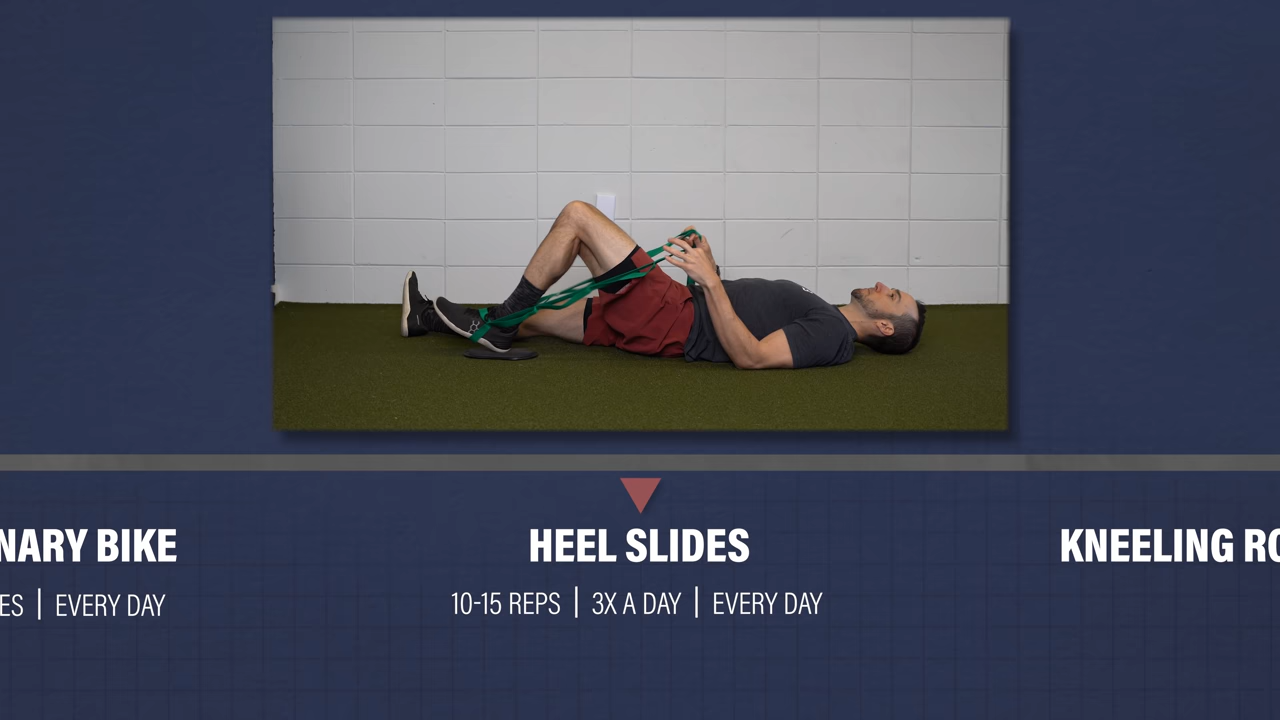 NARY BIKE
ES | EVERY DAY
HEEL SLIDES
10-15 REPS | 3X A DAY | EVERY DAY
KNEELING RO